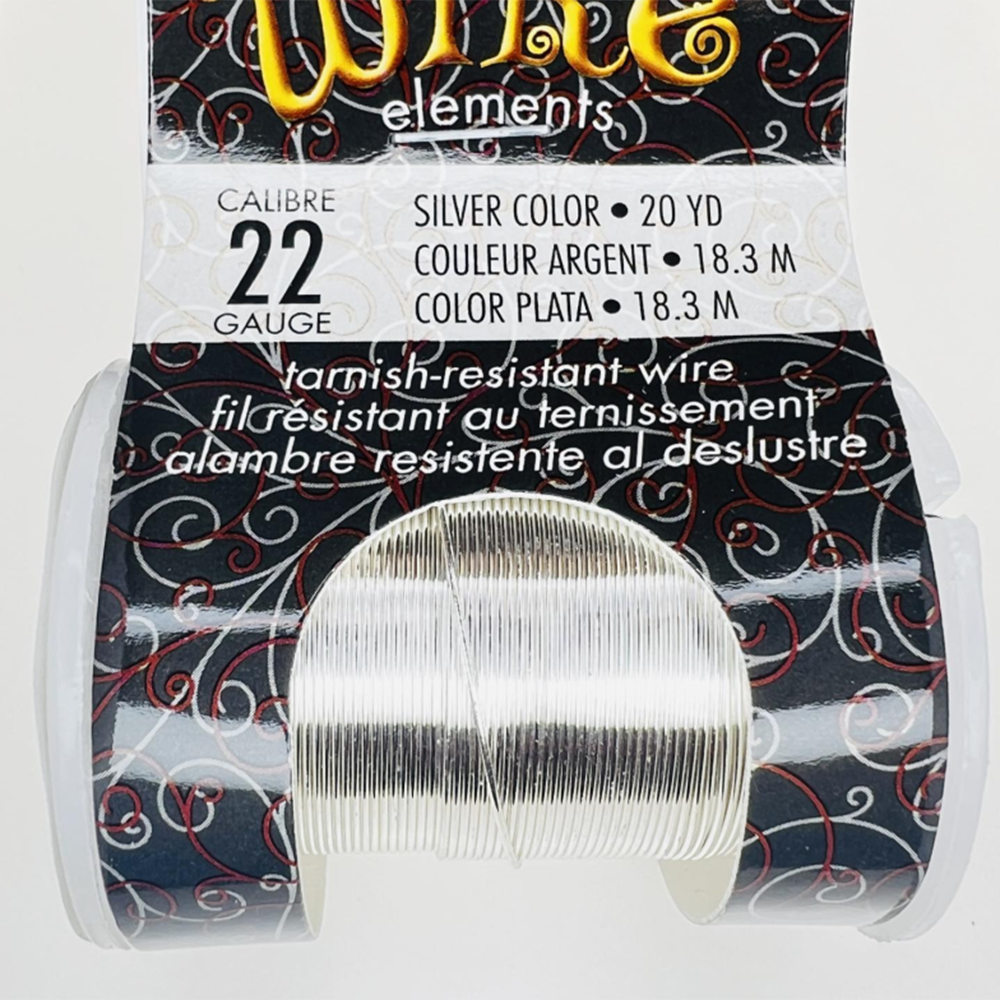 Wire
elements
CALIBRE
22
GAUGE
SILVER COLOR • 20 YD
COULEUR ARGENT • 18.3 M
COLOR PLATA • 18.3 M
tarnish-resistant wire
fil résistant au ternissement
alambre resistente al deslustre